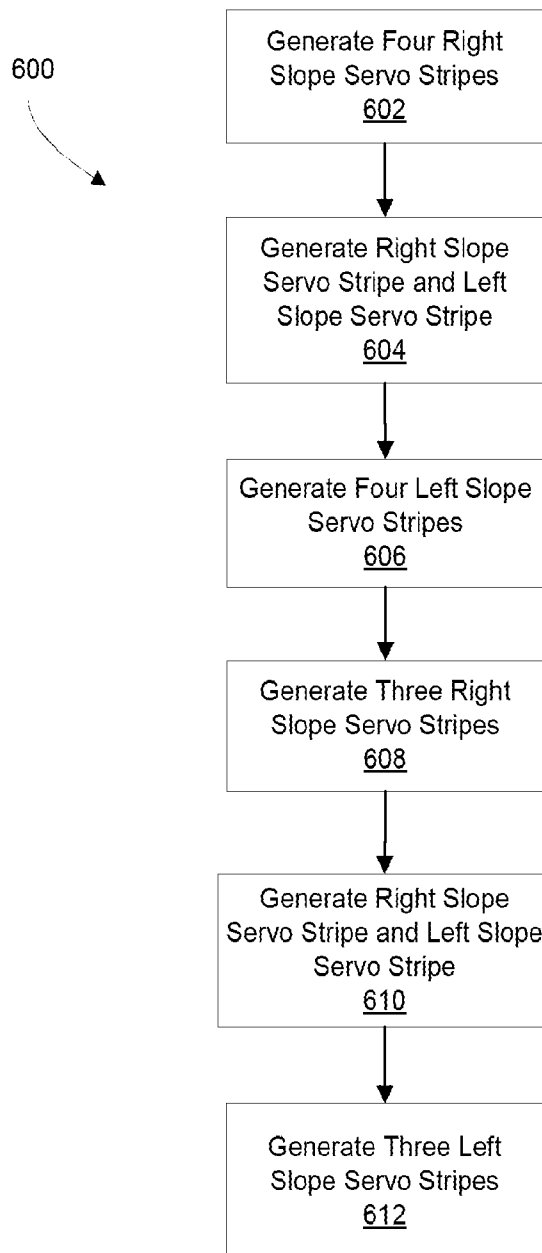 600
Generate Four Right
Slope Servo Stripes
602
Generate Right Slope
Servo Stripe and Left
Slope Servo Stripe
604
Generate Four Left Slope
Servo Stripes
606
Generate Three Right
Slope Servo Stripes
608
Generate Right Slope
Servo Stripe and Left Slope
Servo Stripe
610
Generate Three Left
Slope Servo Stripes
612